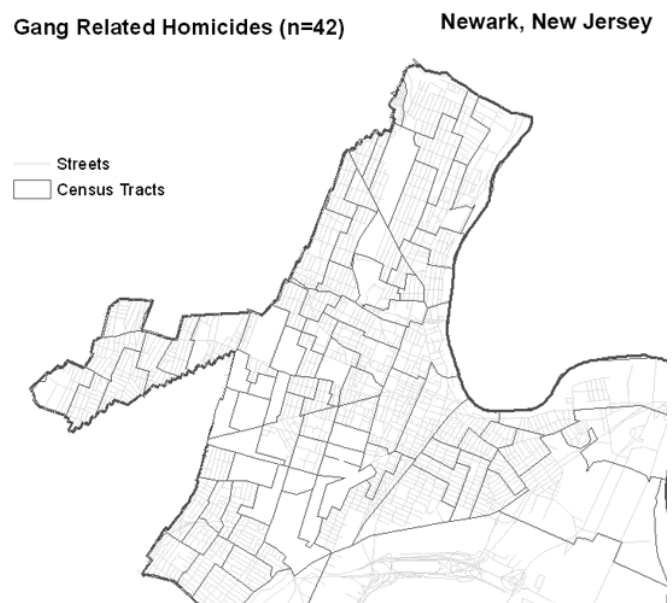 Gang Related Homicides (n=42)
Newark, New Jersey
Streets
Census Tracts